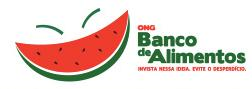 ONG
Banco
de Alimentos
INVISTA NESSA IDEIA. EVITE O DESPERDÍCIO.